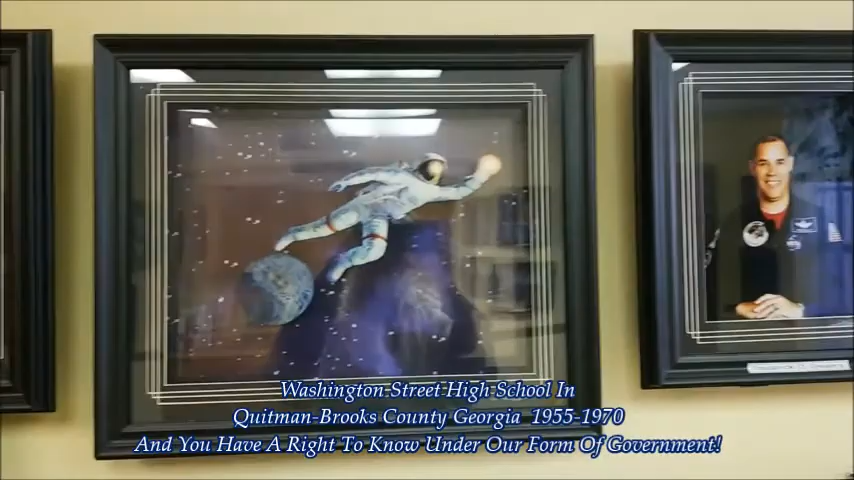 Washington Street High School In
Quitman-Brooks County Georgia 1955-1970
And You Have A Right To Know Under Our Form Of Government!